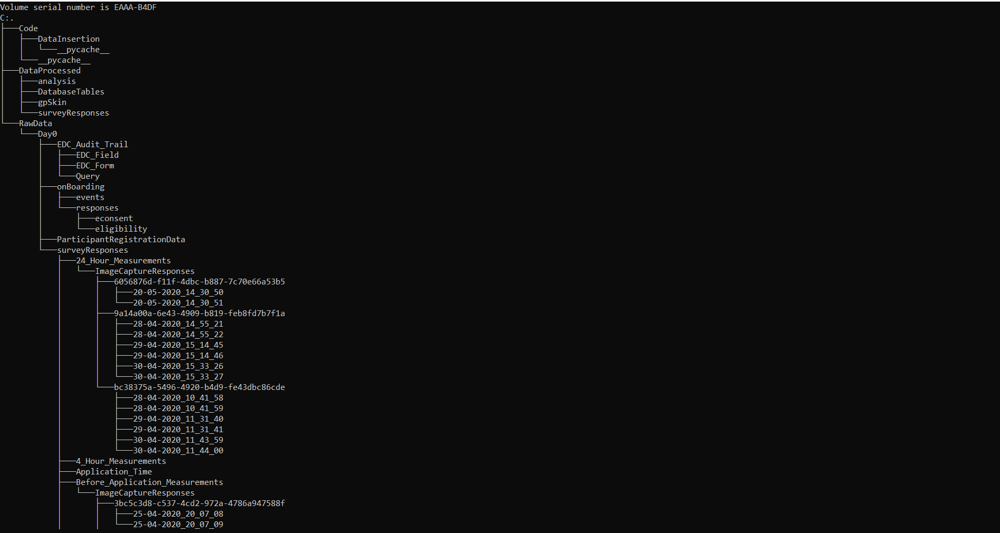 Volume serial number is EAAA-B4DF
C:.
├───Code
│   ├───DataInsertion
│   │   └───__pycache__
│   └───__pycache__
├───DataProcessed
│   ├───analysis
│   ├───DatabaseTables
│   ├───gpSkin
│   └───surveyResponses
└───RawData
    └───Day0
        ├───EDC_Audit_Trail
        │   ├───EDC_Field
        │   ├───EDC_Form
        │   └───Query
        ├───onBoarding
        │   ├───events
        │   └───responses
        │       ├───econsent
        │       └───eligibility
        ├───ParticipantRegistrationData
        └───surveyResponses
            ├───24_Hour_Measurements
            │   └───ImageCaptureResponses
            │       ├───6056876d-f11f-4dbc-b887-7c70e66a53b5
            │       │   ├───20-05-2020_14_30_50
            │       │   └───20-05-2020_14_30_51
            │       ├───9a14a00a-6e43-4909-b819-feb8fd7b7f1a
            │       │   ├───28-04-2020_14_55_21
            │       │   ├───28-04-2020_14_55_22
            │       │   ├───29-04-2020_15_14_45
            │       │   ├───29-04-2020_15_14_46
            │       │   ├───30-04-2020_15_33_26
            │       │   └───30-04-2020_15_33_27
            │       └───bc38375a-5496-4920-b4d9-fe43dbc86cde
            │           ├───28-04-2020_10_41_58
            │           ├───28-04-2020_10_41_59
            │           ├───29-04-2020_11_31_40
            │           ├───29-04-2020_11_31_41
            │           ├───30-04-2020_11_43_59
            │           └───30-04-2020_11_44_00
            ├───4_Hour_Measurements
            ├───Application_Time
            ├───Before_Application_Measurements
            │   └───ImageCaptureResponses
            │       ├───3bc5c3d8-c537-4cd2-972a-4786a947588f
            │       │   ├───25-04-2020_20_07_08
            │       │   └───25-04-2020_20_07_09